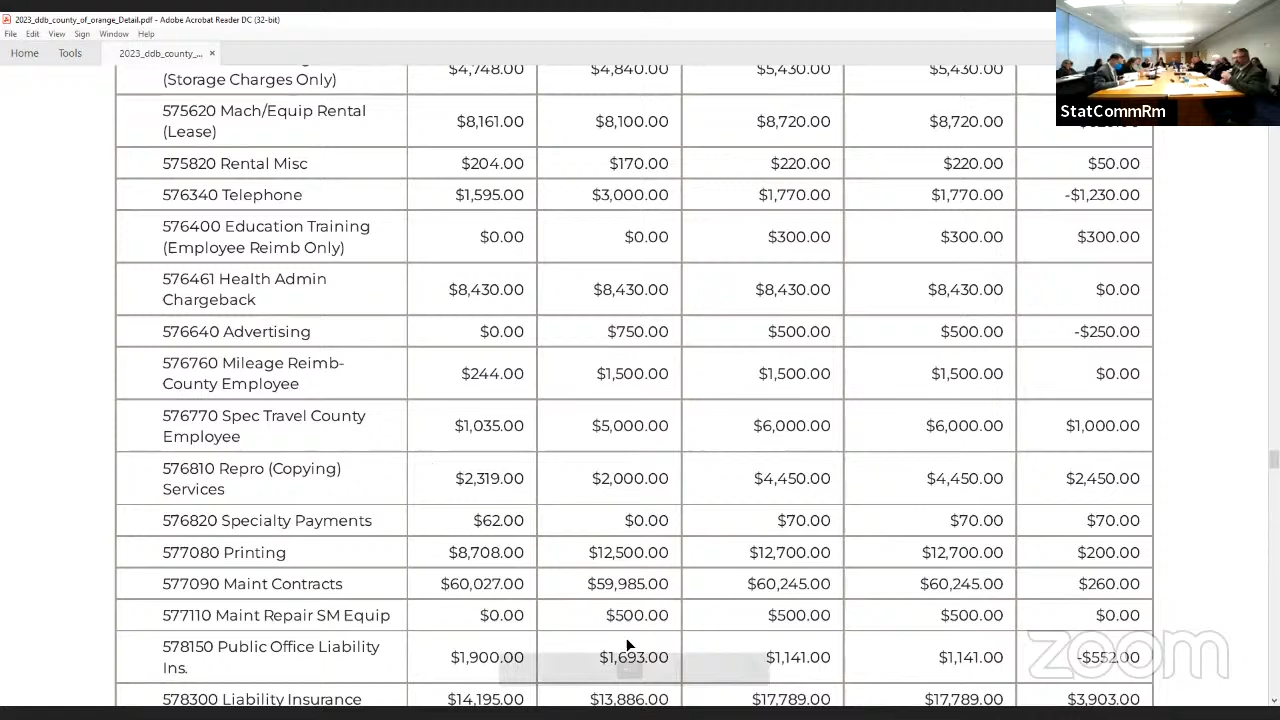 2023_ddb_county_of_orange_Detail.pdf - Adobe Acrobat Reader DC (32-bit)
File Edit View Sign Window Help
Home Tools 2023_ddb_county_... ×
StatCommRm
(Storage Charges Only) $4,748.00 $4,840.00 $5,430.00 $5,430.00
575620 Mach/Equip Rental
(Lease) $8,161.00 $8,100.00 $8,720.00 $8,720.00
575820 Rental Misc $204.00 $170.00 $220.00 $220.00 $50.00
576340 Telephone $1,595.00 $3,000.00 $1,770.00 $1,770.00 -$1,230.00
576400 Education Training
(Employee Reimb Only) $0.00 $0.00 $300.00 $300.00 $300.00
576461 Health Admin
Chargeback $8,430.00 $8,430.00 $8,430.00 $8,430.00 $0.00
576640 Advertising $0.00 $750.00 $500.00 $500.00 -$250.00
576760 Mileage Reimb-
County Employee $244.00 $1,500.00 $1,500.00 $1,500.00 $0.00
576770 Spec Travel County
Employee $1,035.00 $5,000.00 $6,000.00 $6,000.00 $1,000.00
576810 Repro (Copying)
Services $2,319.00 $2,000.00 $4,450.00 $4,450.00 $2,450.00
576820 Specialty Payments $62.00 $0.00 $70.00 $70.00 $70.00
577080 Printing $8,708.00 $12,500.00 $12,700.00 $12,700.00 $200.00
577090 Maint Contracts $60,027.00 $59,985.00 $60,245.00 $60,245.00 $260.00
577110 Maint Repair SM Equip $0.00 $500.00 $500.00 $500.00 $0.00
578150 Public Office Liability
Ins. $1,900.00 $1,693.00 $1,141.00 $1,141.00 -$552.00
578300 Liability Insurance $14,195.00 $13,886.00 $17,789.00 $17,789.00 $3,903.00
zoom